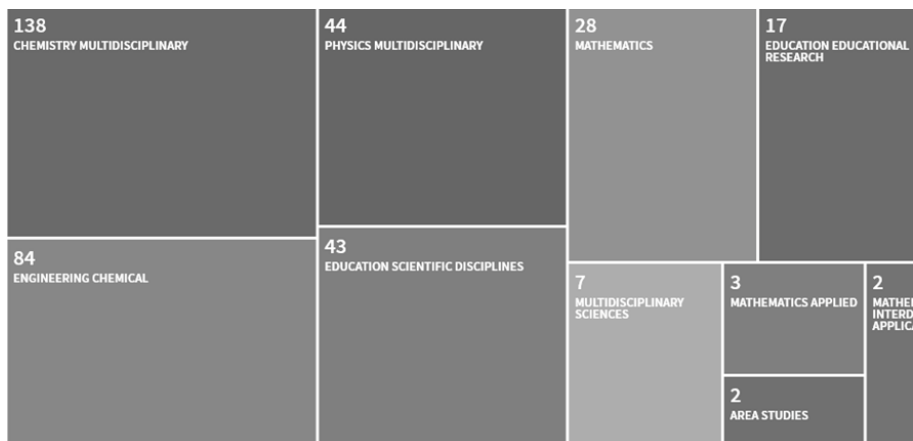 138
CHEMISTRY MULTIDISCIPLINARY
44
PHYSICS MULTIDISCIPLINARY
28
MATHEMATICS
17
EDUCATION EDUCATIONAL
RESEARCH
84
ENGINEERING CHEMICAL
43
EDUCATION SCIENTIFIC DISCIPLINES
7
MULTIDISCIPLINARY
SCIENCES
3
MATHEMATICS APPLIED
2
2
AREA STUDIES